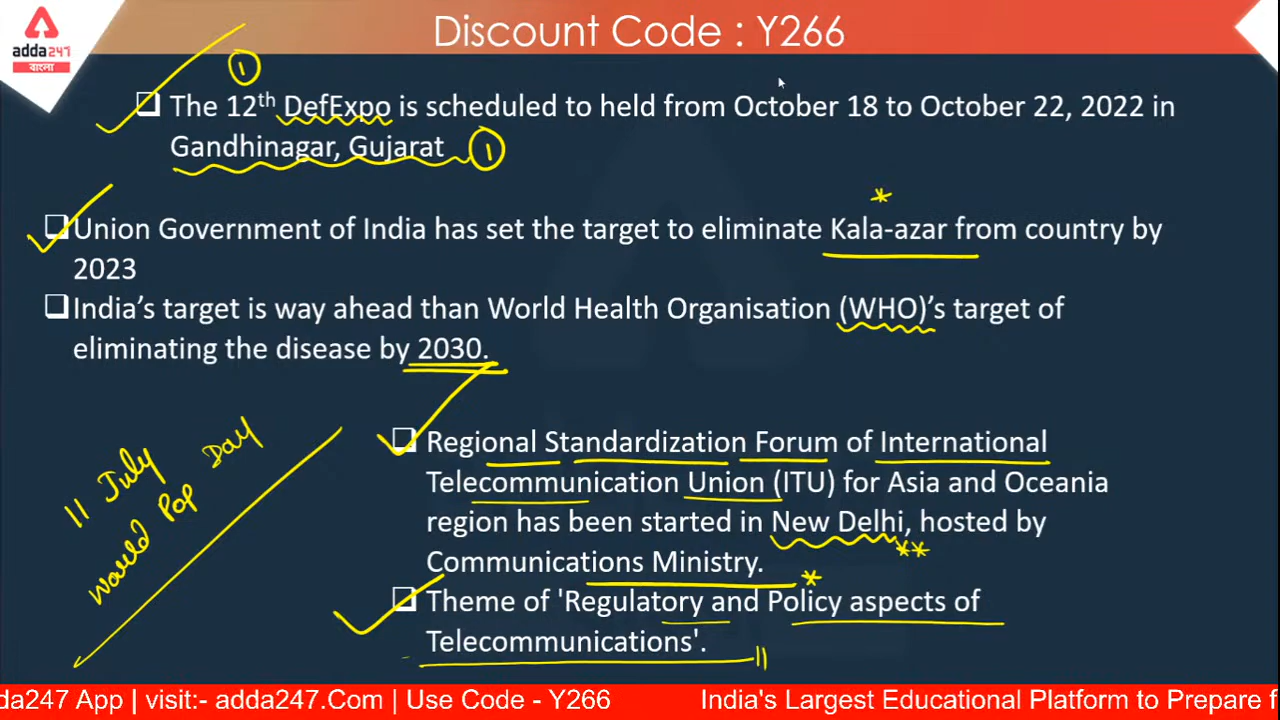 Discount Code : Y266
adda247
বাংলা
1
❑ The 12th DefExpo is scheduled to held from October 18 to October 22, 2022 in
Gandhinagar, Gujarat 1
*
❑ Union Government of India has set the target to eliminate Kala-azar from country by
2023
❑ India’s target is way ahead than World Health Organisation (WHO)’s target of
eliminating the disease by 2030.
❑ Regional Standardization Forum of International
Telecommunication Union (ITU) for Asia and Oceania
region has been started in New Delhi, hosted by
**
Communications Ministry.
*
❑ Theme of 'Regulatory and Policy aspects of
Telecommunications'.
11 July
World Pop Day
da247 App | visit:- adda247.Com | Use Code - Y266 India's Largest Educational Platform to Prepare f